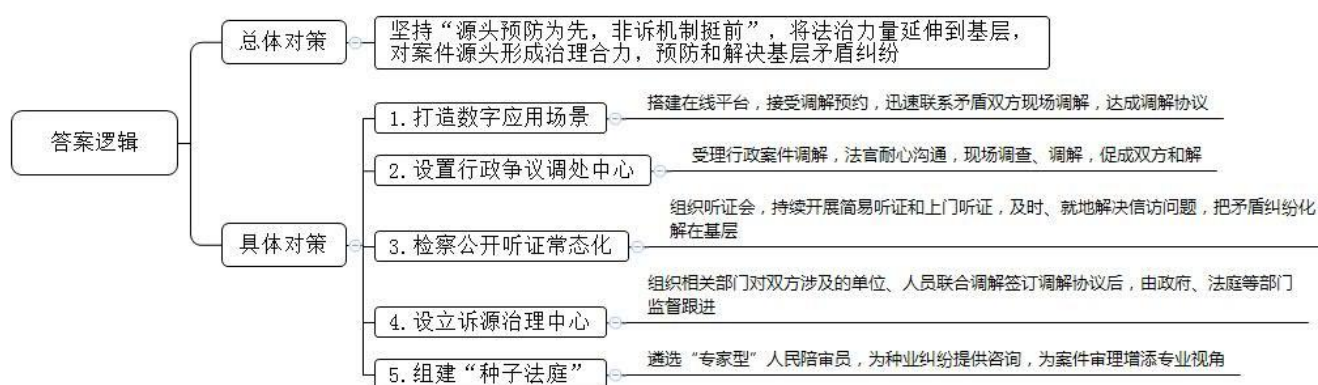 答案逻辑
总体对策
坚持“源头预防为先，非诉机制挺前”，将法治力量延伸到基层，
对案件源头形成治理合力，预防和解决基层矛盾纠纷
具体对策
1.打造数字应用场景
搭建在线平台，接受调解预约，迅速联系矛盾双方现场调解，达成调解协议
2.设置行政争议调处中心
受理行政案件调解，法官耐心沟通，现场调查、调解，促成双方和解
3.检察公开听证常态化
组织听证会，持续开展简易听证和上门听证，及时、就地解决信访问题，把矛盾纠纷化
解在基层
4.设立诉源治理中心
组织相关部门对双方涉及的单位、人员联合调解签订调解协议后，由政府、法庭等部门
监督跟进
5.组建“种子法庭”
遴选“专家型”人民陪审员，为种业纠纷提供咨询，为案件审理增添专业视角